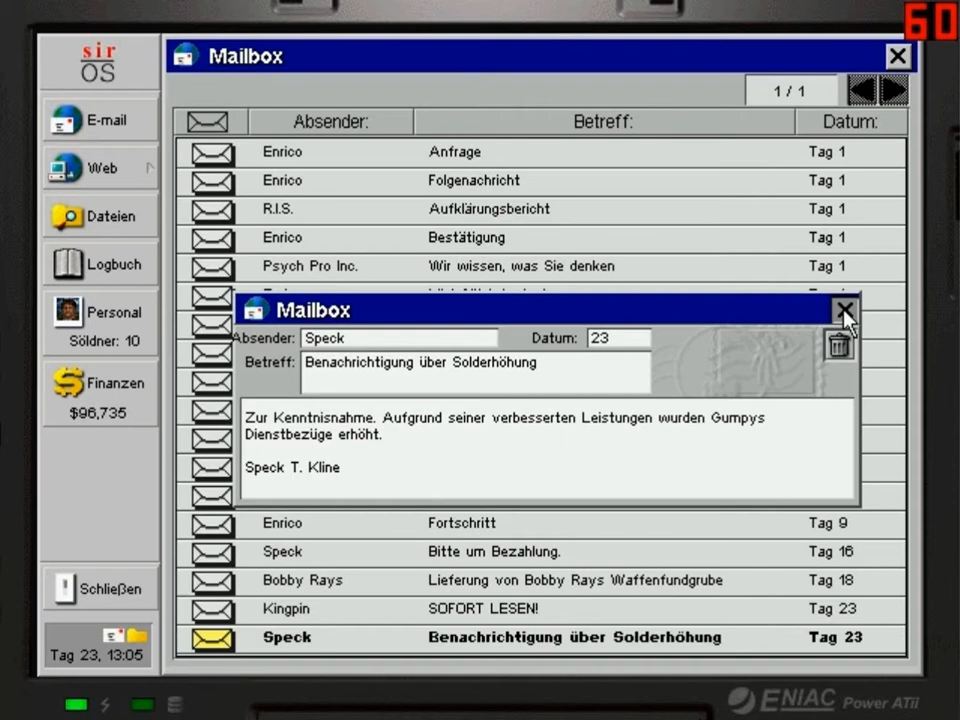 60
sir
OS
Mailbox
1 / 1
E-mail
Web
Dateien
Logbuch
Personal
Söldner: 10
Finanzen
$96,735
Schließen
Tag 23, 13:05
Absender: Betreff: Datum:
Enrico Anfrage Tag 1
Enrico Folgenachricht Tag 1
R.I.S. Aufklärungsbericht Tag 1
Enrico Bestätigung Tag 1
Psych Pro Inc. Wir wissen, was Sie denken Tag 1
Mailbox
Absender: Speck Datum: 23
Betreff: Benachrichtigung über Solderhöhung
Zur Kenntnisnahme. Aufgrund seiner verbesserten Leistungen wurden Gumpys
Dienstbezüge erhöht.
Speck T. Kline
Enrico Fortschritt Tag 9
Speck Bitte um Bezahlung. Tag 16
Bobby Rays Lieferung von Bobby Rays Waffenfundgrube Tag 18
Kingpin SOFORT LESEN! Tag 23
Speck Benachrichtigung über Solderhöhung Tag 23
ENIAC Power ATil